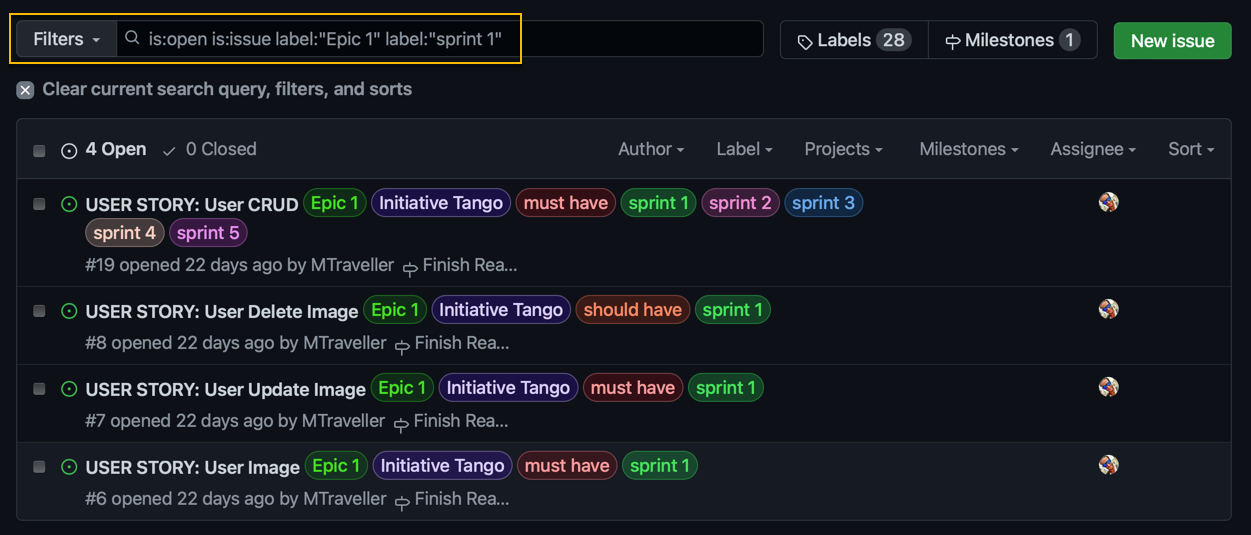 Filters is:open is:issue label:"Epic 1" label:"sprint 1" Labels 28 Milestones 1 New issue
Clear current search query, filters, and sorts
4 Open 0 Closed Author Label Projects Milestones Assignee Sort
USER STORY: User CRUD Epic 1 Initiative Tango must have sprint 1 sprint 2 sprint 3
sprint 4 sprint 5
#19 opened 22 days ago by MTraveller Finish Rea...
USER STORY: User Delete Image Epic 1 Initiative Tango should have sprint 1
#8 opened 22 days ago by MTraveller Finish Rea...
USER STORY: User Update Image Epic 1 Initiative Tango must have sprint 1
#7 opened 22 days ago by MTraveller Finish Rea...
USER STORY: User Image Epic 1 Initiative Tango must have sprint 1
#6 opened 22 days ago by MTraveller Finish Rea...